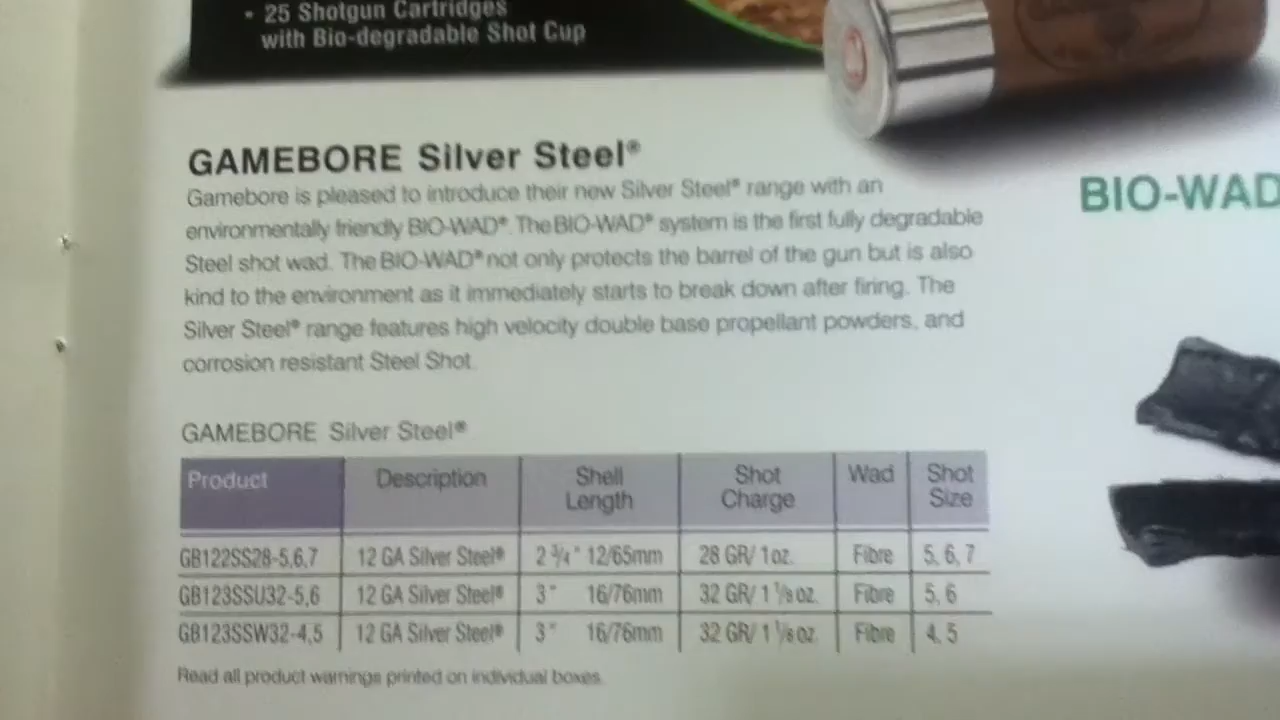 • 25 Shotgun Cartridges
with Bio-degradable Shot Cup
GAMEBORE Silver Steel®
Gamebore is pleased to introduce their new Silver Steel® range with an
environmentally friendly BIO-WAD®. The BIO-WAD® system is the first fully degradable
Steel shot wad. The BIO-WAD® not only protects the barrel of the gun but is also
kind to the environment as it immediately starts to break down after firing. The
Silver Steel® range features high velocity double base propellant powders, and
corrosion resistant Steel Shot.
BIO-WAD
GAMEBORE Silver Steel®
Product Description Shell Length Shot Charge Wad Shot Size
GB122SS28-5,6,7 12 GA Silver Steel® 2 ¾" 12/65mm 28 GR/ 1oz. Fibre 5, 6, 7
GB123SSU32-5,6 12 GA Silver Steel® 3" 16/76mm 32 GR/ 1 ⅛ oz. Fibre 5, 6
GB123SSW32-4,5 12 GA Silver Steel® 3" 16/76mm 32 GR/ 1 ⅛ oz. Fibre 4, 5
Read all product warnings printed on individual boxes.